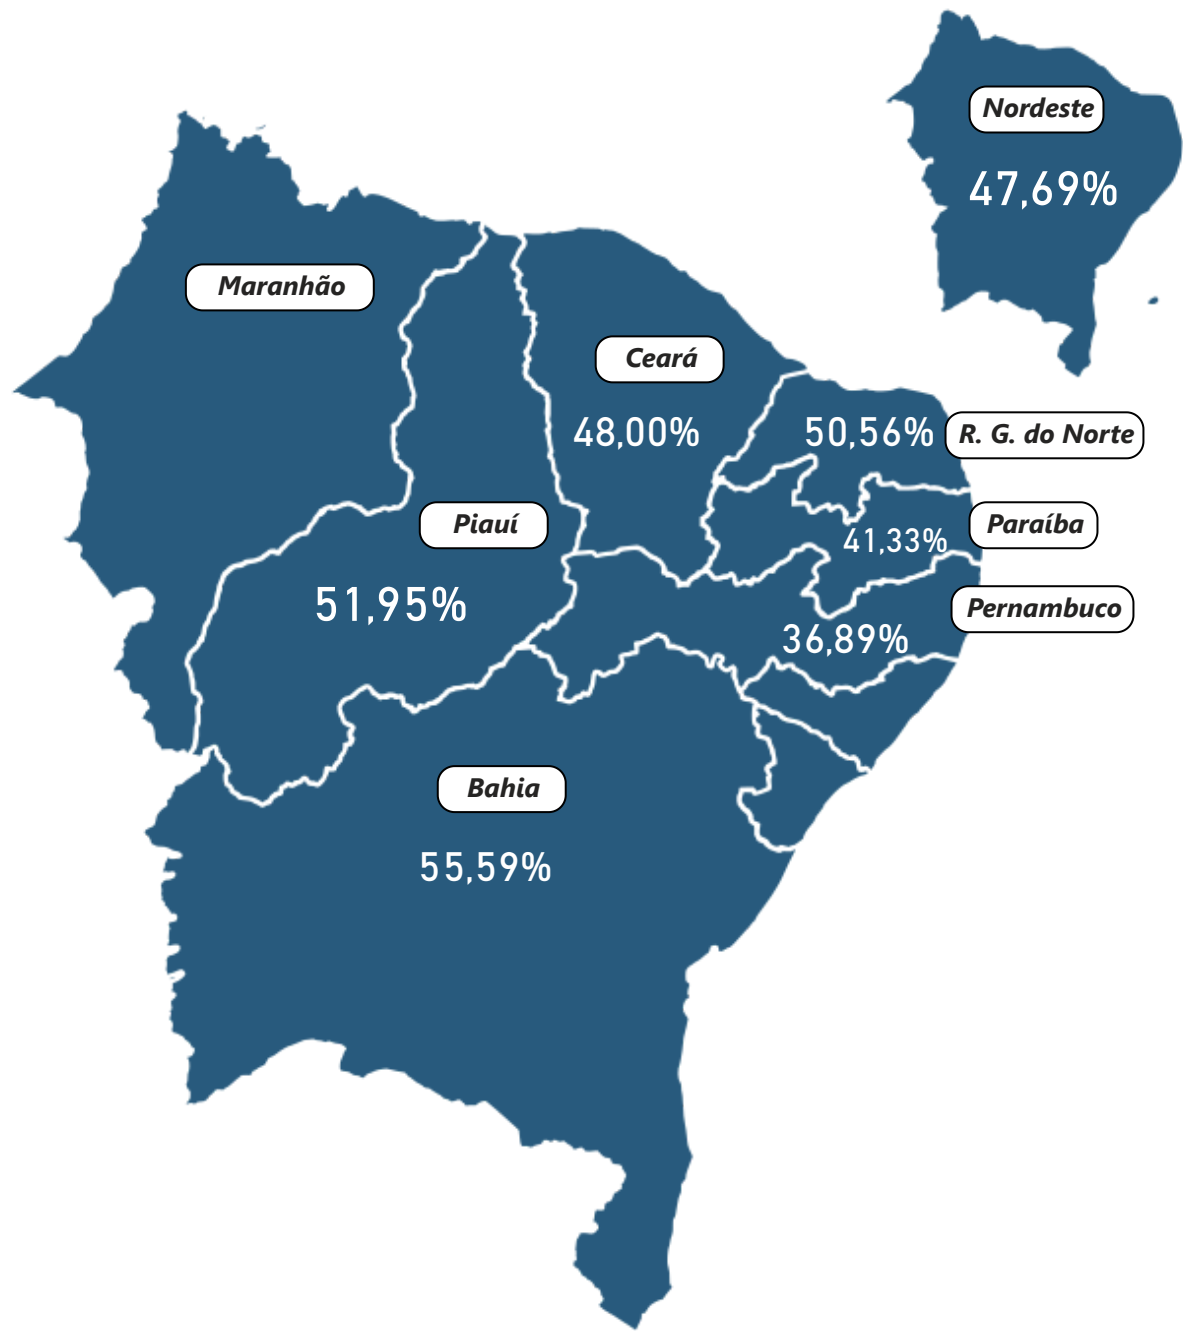 Nordeste
47,69%
Maranhão
Ceará
48,00%
50,56%
R. G. do Norte
Piauí
51,95%
Paraíba
41,33%
Pernambuco
36,89%
Bahia
55,59%